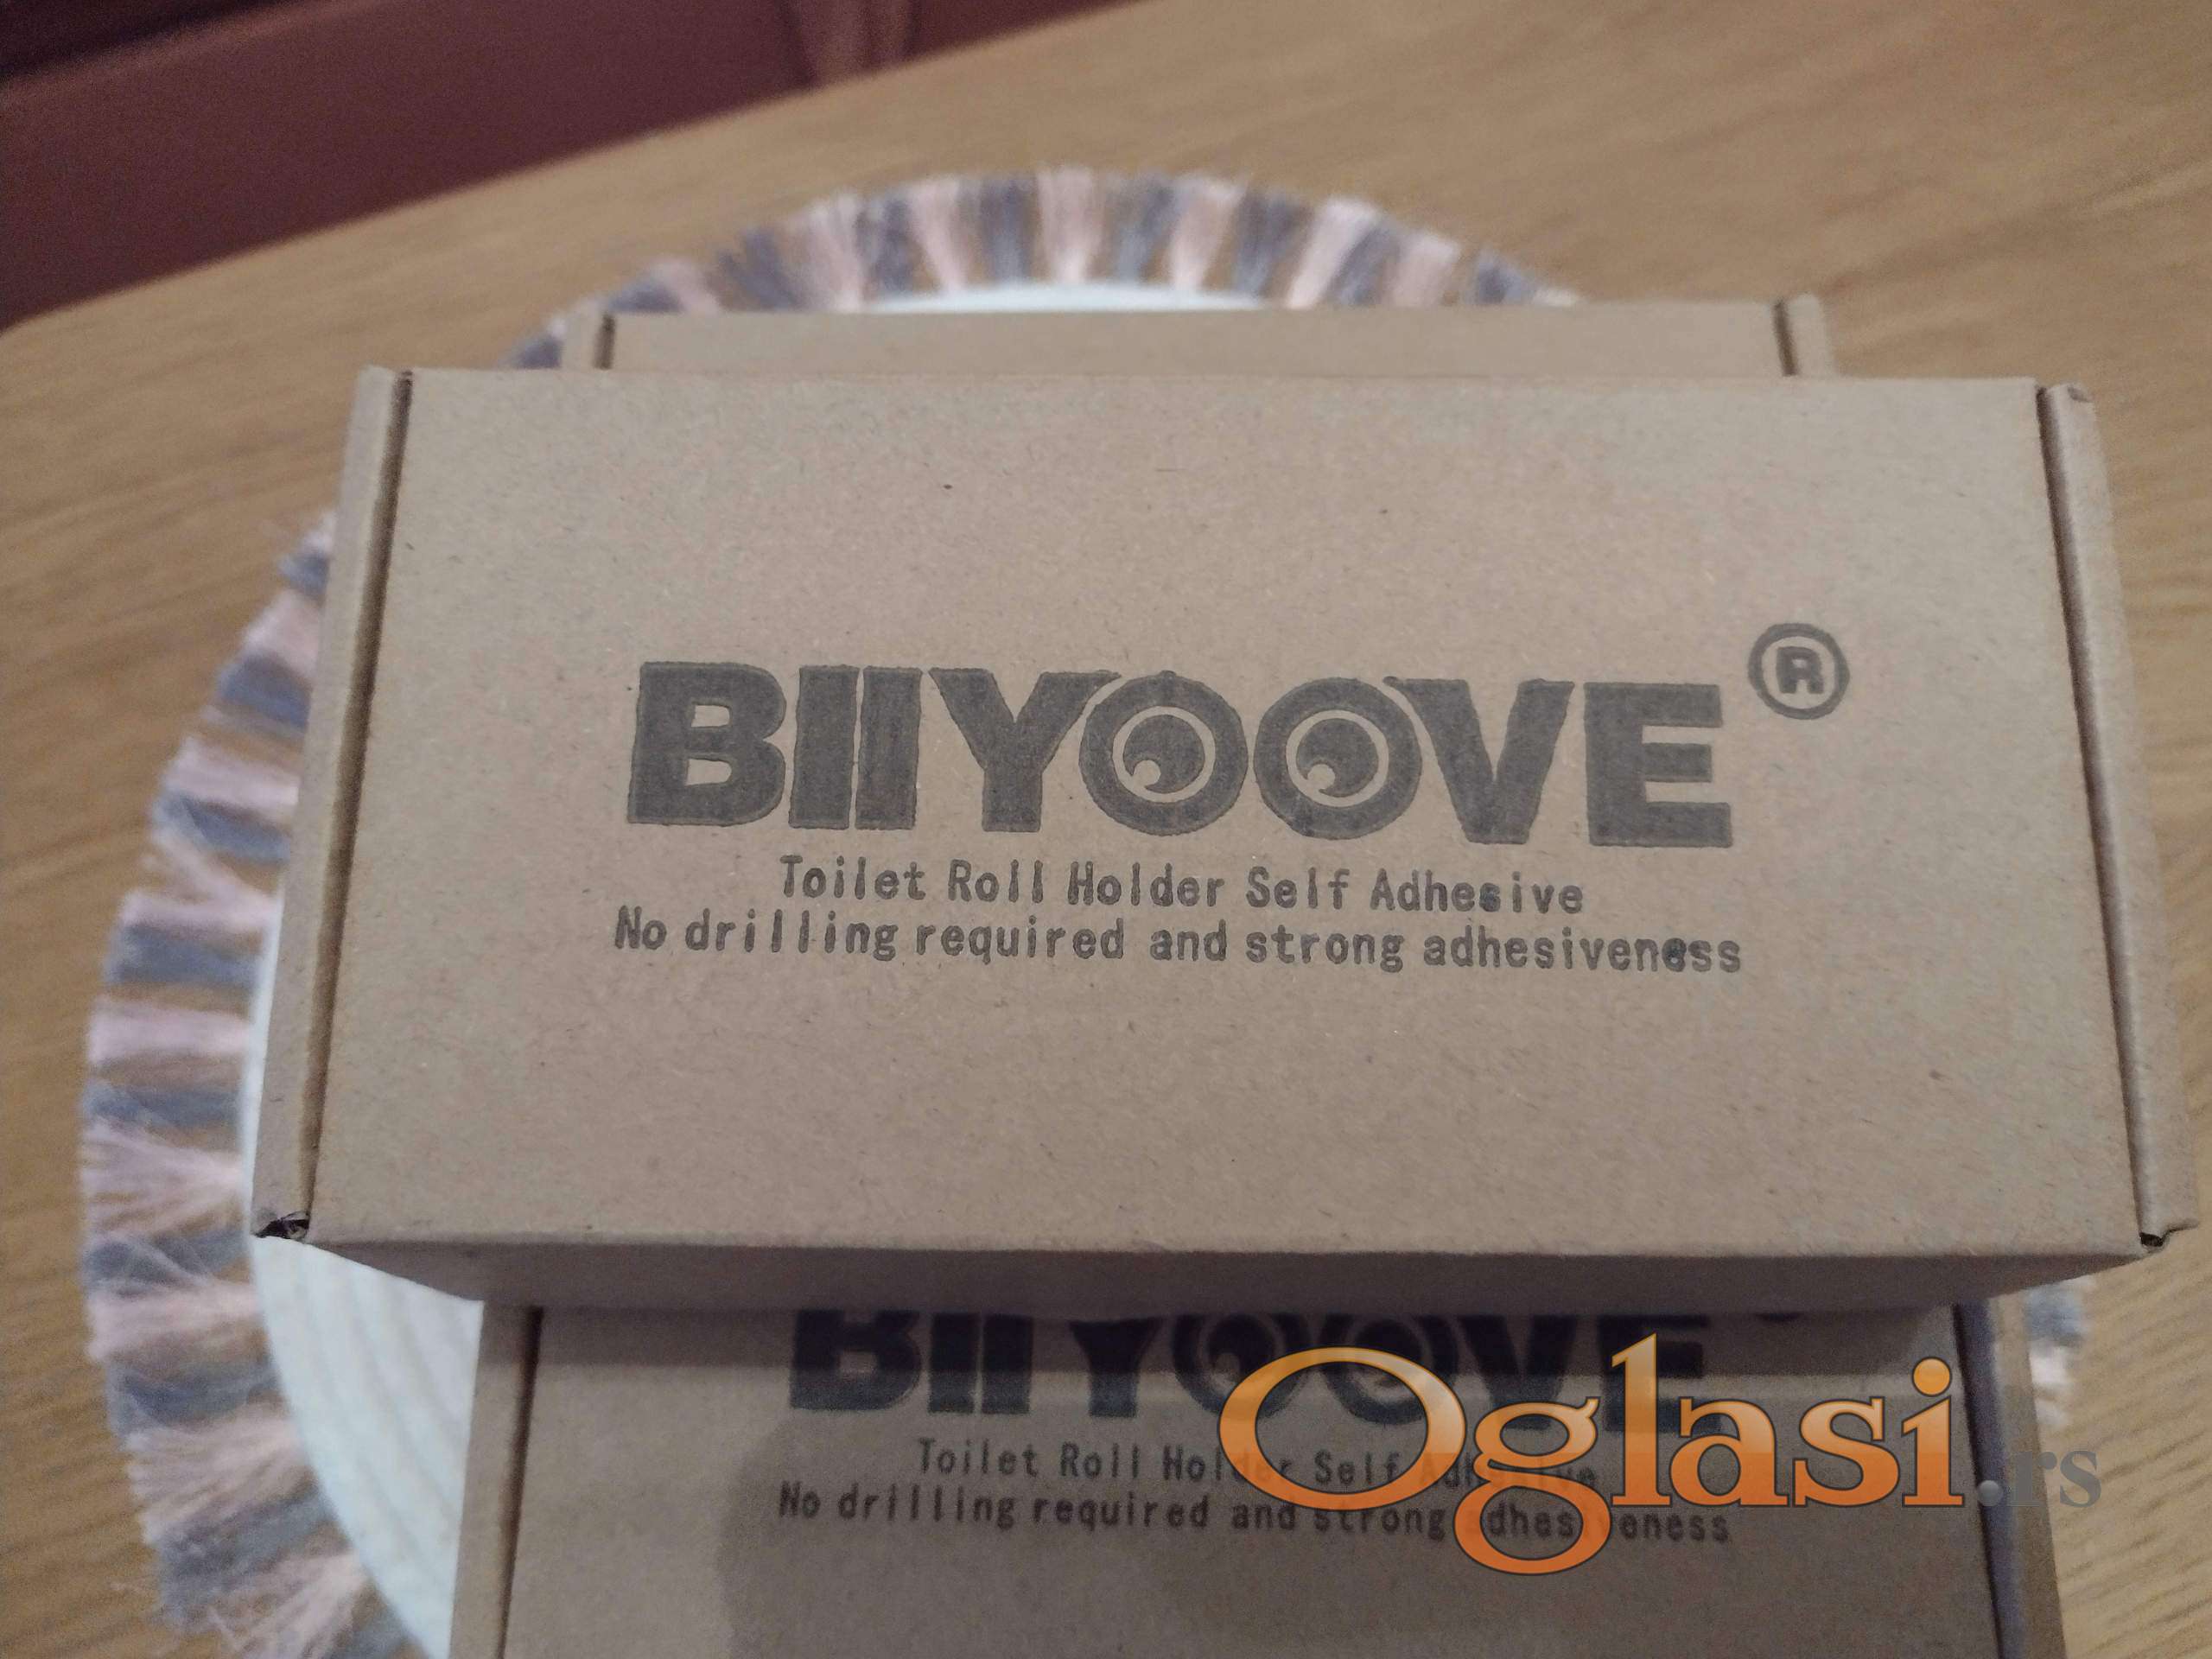 BIIYOOVE ®
Toilet Roll Holder Self Adhesive
No drilling required and strong adhesiveness
BIIYOOVE
Toilet Roll Holder Self Adhesive
No drilling required and strong adhesiveness
Oglasi.rs